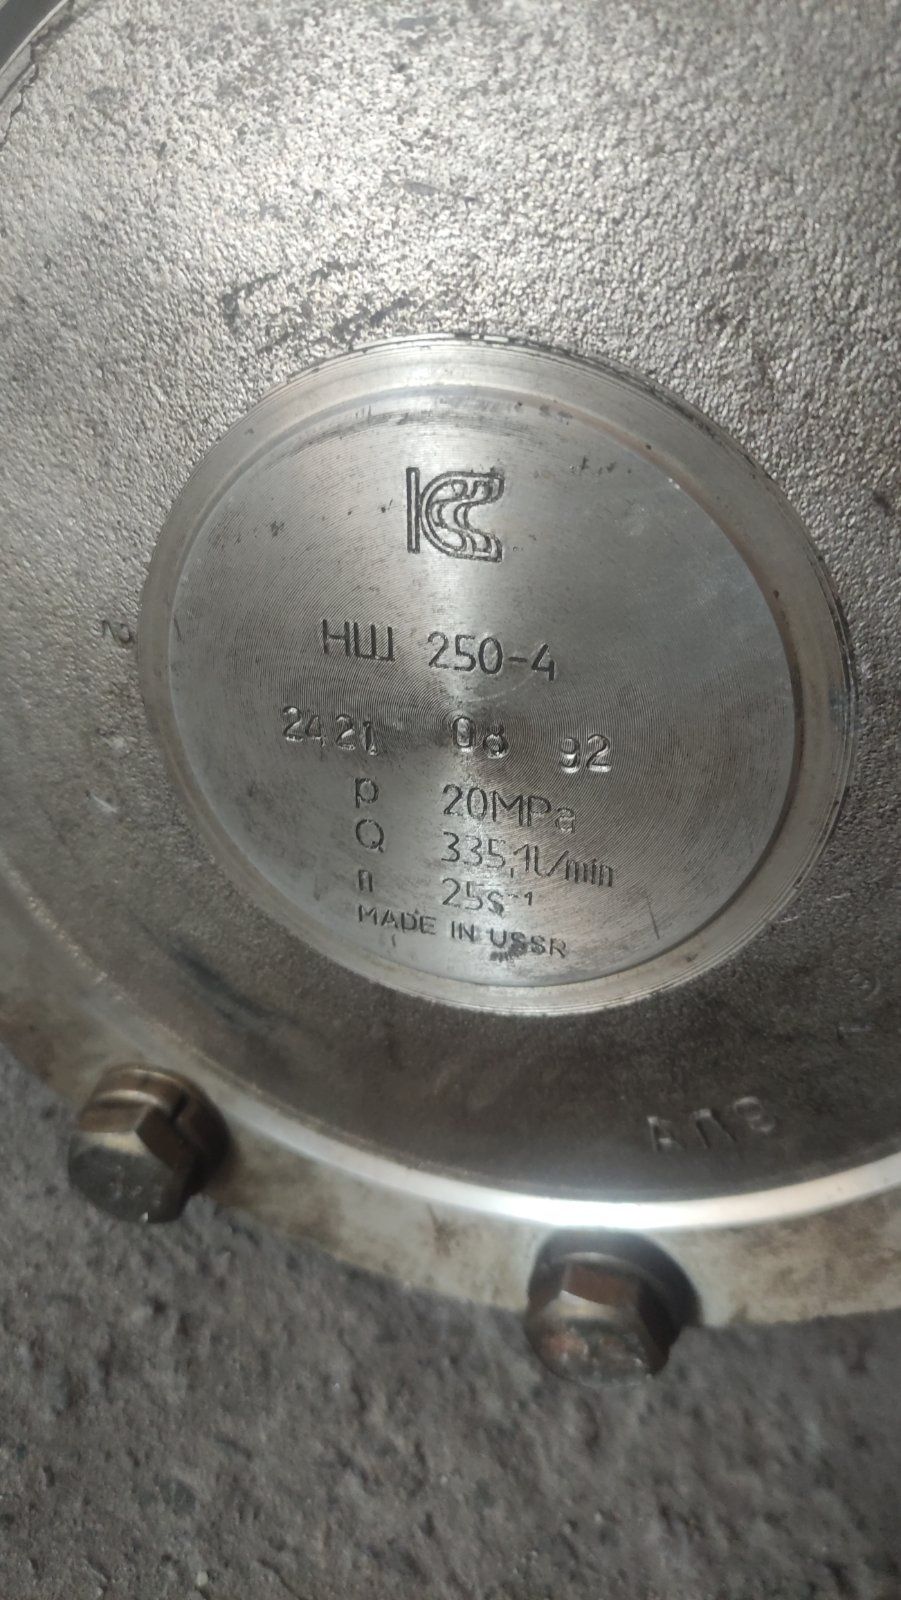 НШ 250-4
2421 08 92
p 20MPa
Q 335,1l/min
n 25s⁻¹
MADE IN USSR